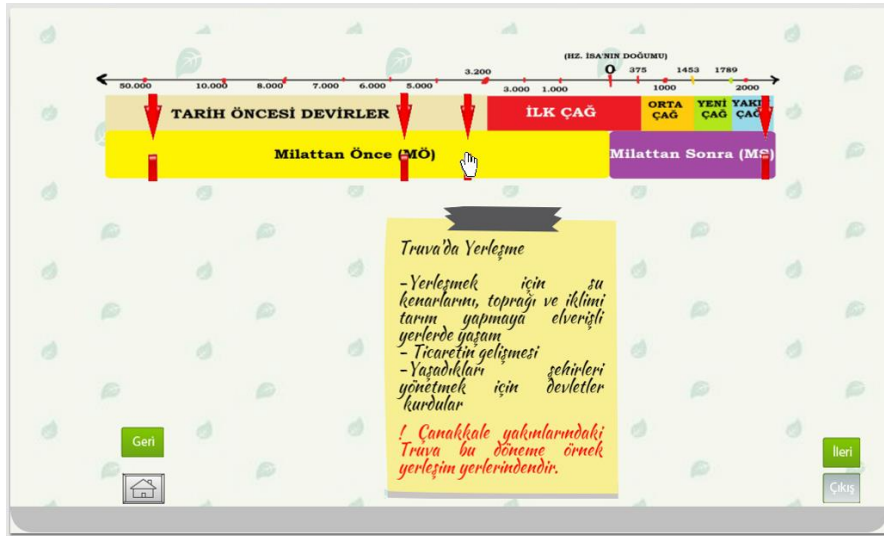 (HZ. İSA'NIN DOĞUMU)
3.200 O 375 1453 1789
50.000 10.000 8.000 7.000 6.000 5.000 3.000 1.000 1000 2000
TARİH ÖNCESİ DEVİRLER İLK ÇAĞ ORTA ÇAĞ YENİ ÇAĞ ÇAĞ
Milattan Önce (MÖ) Milattan Sonra (MS)
Truva'da Yerleşme
-Yerleşmek için su
kenarlarını, toprağı ve iklimi
tarım yapmaya elverişli
yerlerde yaşam
- Ticaretin gelişmesi
-Yaşadıkları şehirleri
yönetmek için devletler
kurdular
! Çanakkale yakınlarındaki
Truva bu döneme örnek
yerleşim yerlerindendir.
Geri
İleri
Çıkış